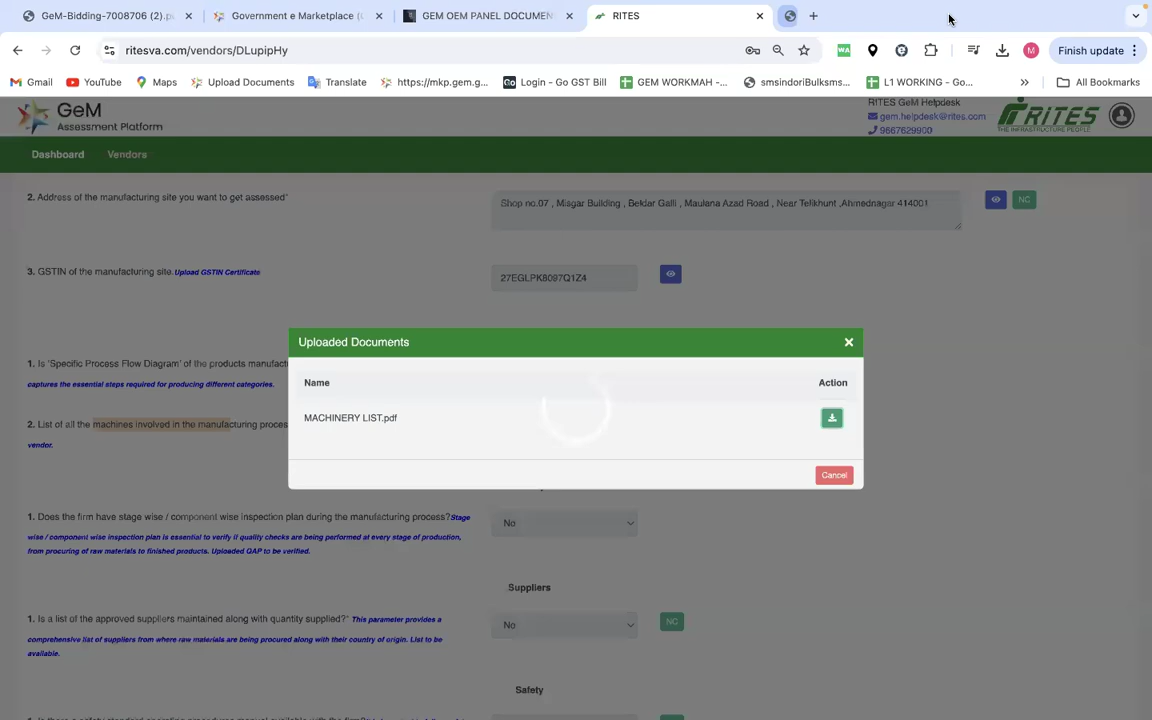 GeM-Bidding-7008706 (2).p
Government e Marketplace (
GEM OEM PANEL DOCUMEN
RITES
ritesva.com/vendors/DLupipHy
Finish update
Gmail
YouTube
Maps
Upload Documents
Translate
https://mkp.gem.g...
Login - Go GST Bill
GEM WORKMAH -...
smsindoriBulksms...
L1 WORKING - Go...
All Bookmarks
GeM
Assessment Platform
RITES GeM Helpdesk
gem.helpdesk@rites.com
9667629900
RITES
THE INFRASTRUCTURE PEOPLE
Dashboard
Vendors
2. Address of the manufacturing site you want to get assessed*
Shop no.07 , Misgar Building , Beldar Galli , Maulana Azad Road , Near Telikhunt ,Ahmednagar 414001
NC
3. GSTIN of the manufacturing site.Upload GSTIN Certificate
27EGLPK8097Q1Z4
Uploaded Documents
1. Is 'Specific Process Flow Diagram' of the products manufact
captures the essential steps required for producing different categories.
Name
Action
MACHINERY LIST.pdf
2. List of all the machines involved in the manufacturing proces
vendor.
Cancel
1. Does the firm have stage wise / component wise inspection plan during the manufacturing process?Stage
wise / component wise inspection plan is essential to verify if quality checks are being performed at every stage of production,
from procuring of raw materials to finished products. Uploaded QAP to be verified.
No
Suppliers
1. Is a list of the approved suppliers maintained along with quantity supplied?* This parameter provides a
comprehensive list of suppliers from where raw materials are being procured along with their country of origin. List to be
available.
No
NC
Safety